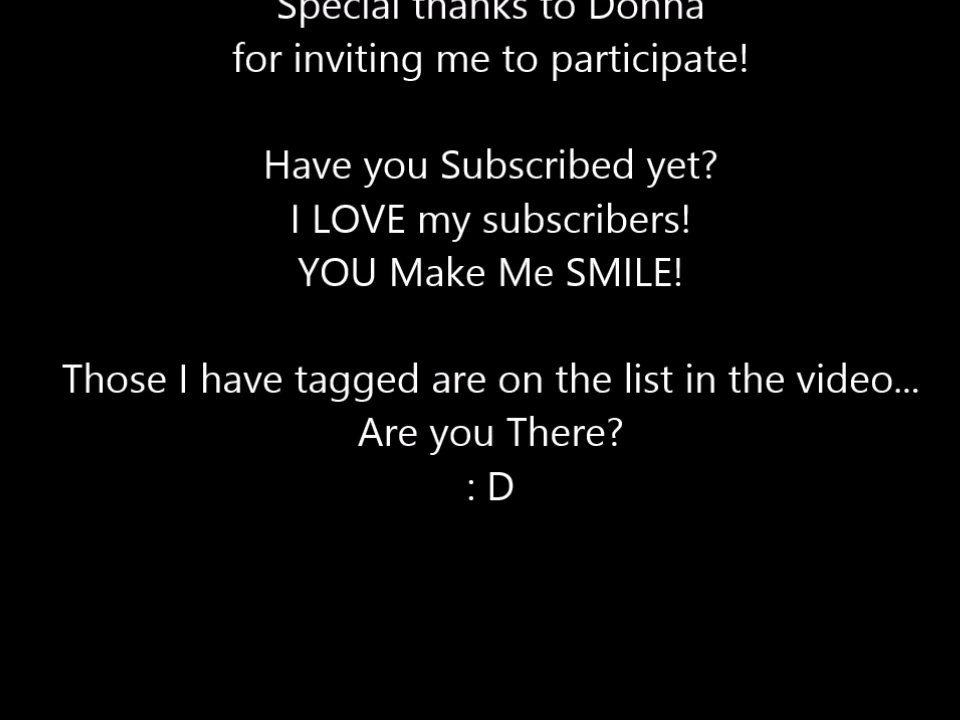 Special thanks to Donna
for inviting me to participate!
Have you Subscribed yet?
I LOVE my subscribers!
YOU Make Me SMILE!
Those I have tagged are on the list in the video...
Are you There?
: D